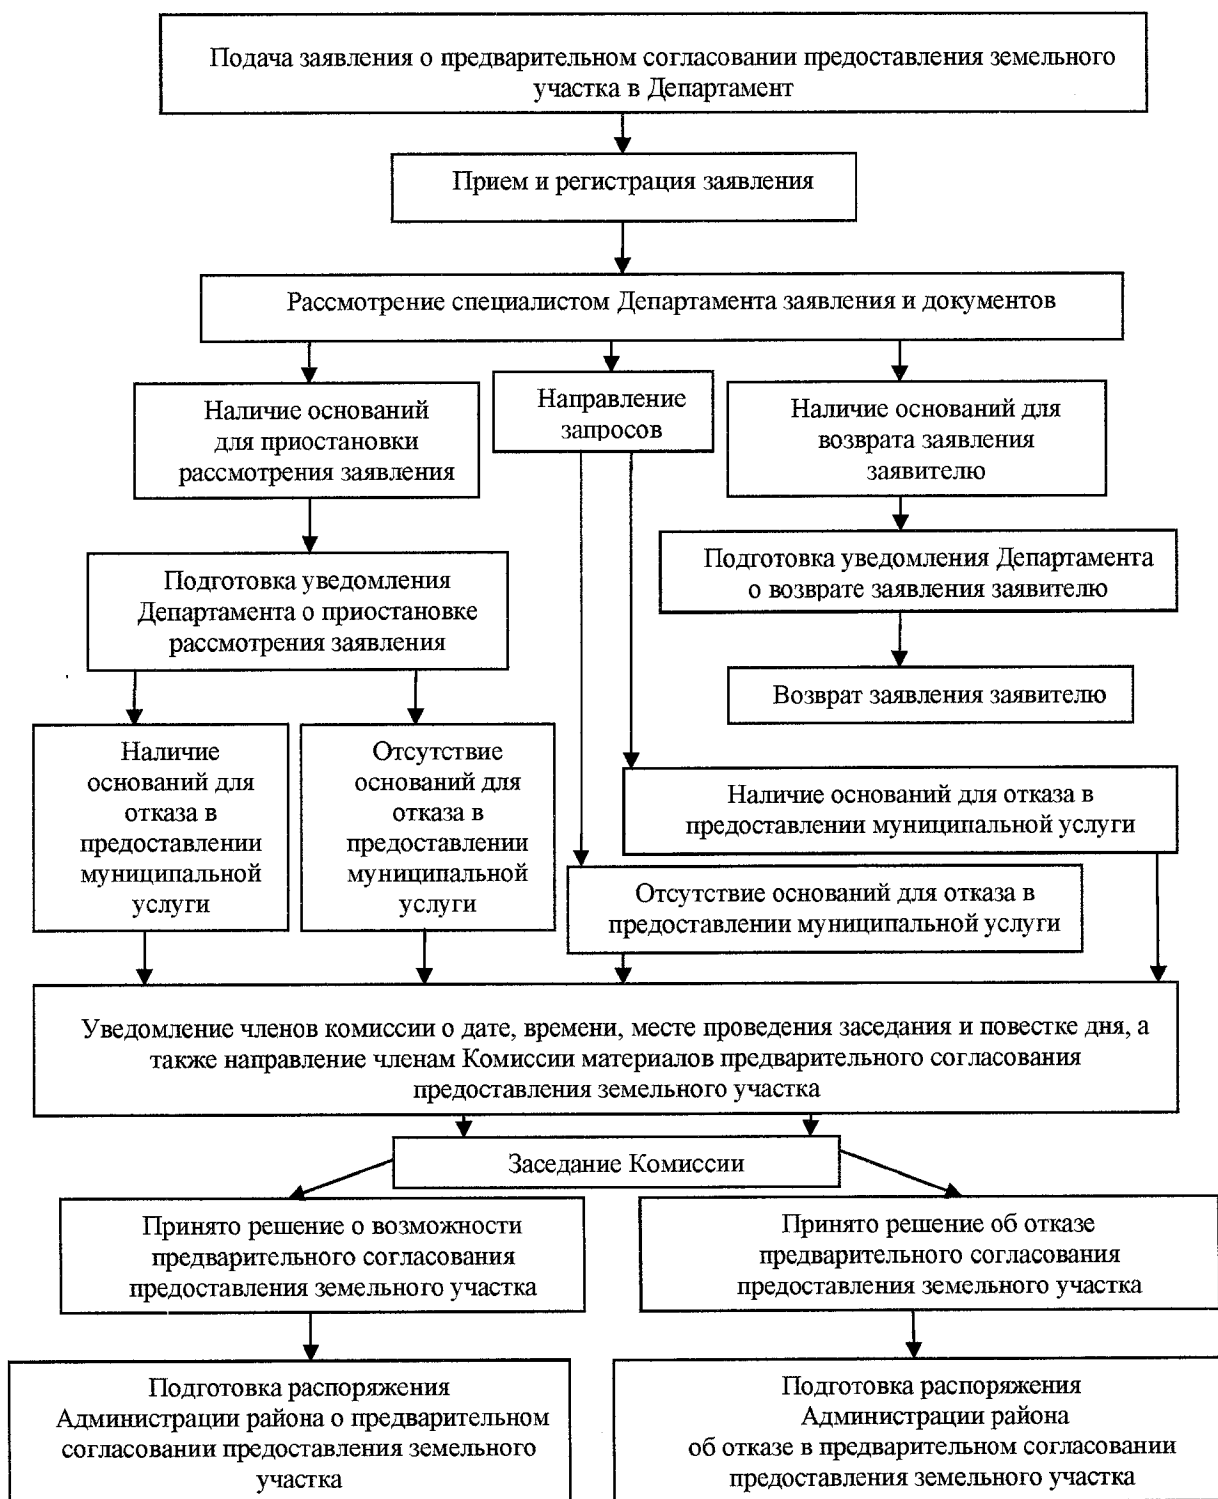 Подача заявления о предварительном согласовании предоставления земельного
участка в Департамент
Прием и регистрация заявления
Рассмотрение специалистом Департамента заявления и документов
Наличие оснований
для приостановки
рассмотрения заявления
Направление
запросов
Наличие оснований для
возврата заявления
заявителю
Подготовка уведомления
Департамента о приостановке
рассмотрения заявления
Подготовка уведомления Департамента
о возврате заявления заявителю
Возврат заявления заявителю
Наличие
оснований для
отказа в
предоставлении
муниципальной
услуги
Отсутствие
оснований для
отказа в
предоставлении
муниципальной
услуги
Наличие оснований для отказа в
предоставлении муниципальной услуги
Отсутствие оснований для отказа в
предоставлении муниципальной услуги
Уведомление членов комиссии о дате, времени, месте проведения заседания и повестке дня, а
также направление членам Комиссии материалов предварительного согласования
предоставления земельного участка
Заседание Комиссии
Принято решение о возможности
предварительного согласования
предоставления земельного участка
Принято решение об отказе
предварительного согласования
предоставления земельного участка
Подготовка распоряжения
Администрации района о предварительном
согласовании предоставления земельного
участка
Подготовка распоряжения
Администрации района
об отказе в предварительном согласовании
предоставления земельного участка